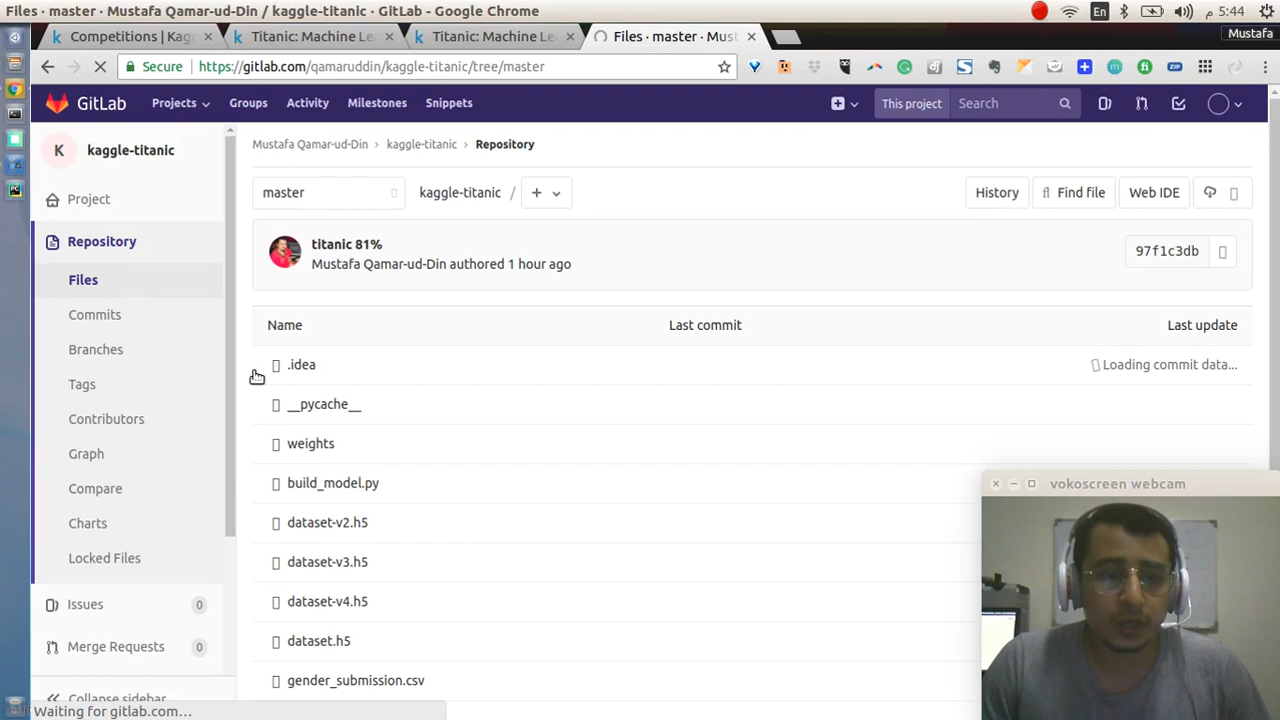 Files · master · Mustafa Qamar-ud-Din / kaggle-titanic · GitLab - Google Chrome
En
5:44 م
Competitions | Kag
Titanic: Machine Le
Titanic: Machine Le
Files · master · Must
Mustafa
Secure
https://gitlab.com/qamaruddin/kaggle-titanic/tree/master
GitLab
Projects
Groups
Activity
Milestones
Snippets
This project
Search
K
kaggle-titanic
Project
Repository
Files
Commits
Branches
Tags
Contributors
Graph
Compare
Charts
Locked Files
Issues
0
Merge Requests
0
Collapse sidebar
Mustafa Qamar-ud-Din › kaggle-titanic › Repository
master
kaggle-titanic /
+
History
Find file
Web IDE
titanic 81%
Mustafa Qamar-ud-Din authored 1 hour ago
97f1c3db
Name
Last commit
Last update
.idea
Loading commit data...
__pycache__
weights
build_model.py
dataset-v2.h5
dataset-v3.h5
dataset-v4.h5
dataset.h5
gender_submission.csv
Waiting for gitlab.com...
vokoscreen webcam